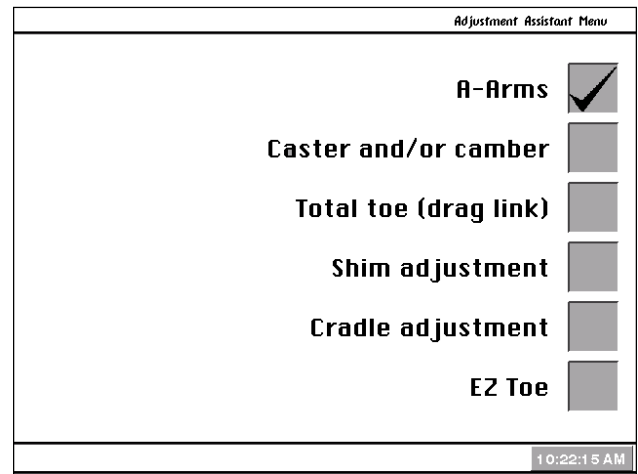 Adjustment Assistant Menu
A-Arms
Caster and/or camber
Total toe (drag link)
Shim adjustment
Cradle adjustment
EZ Toe
10:22:15 AM